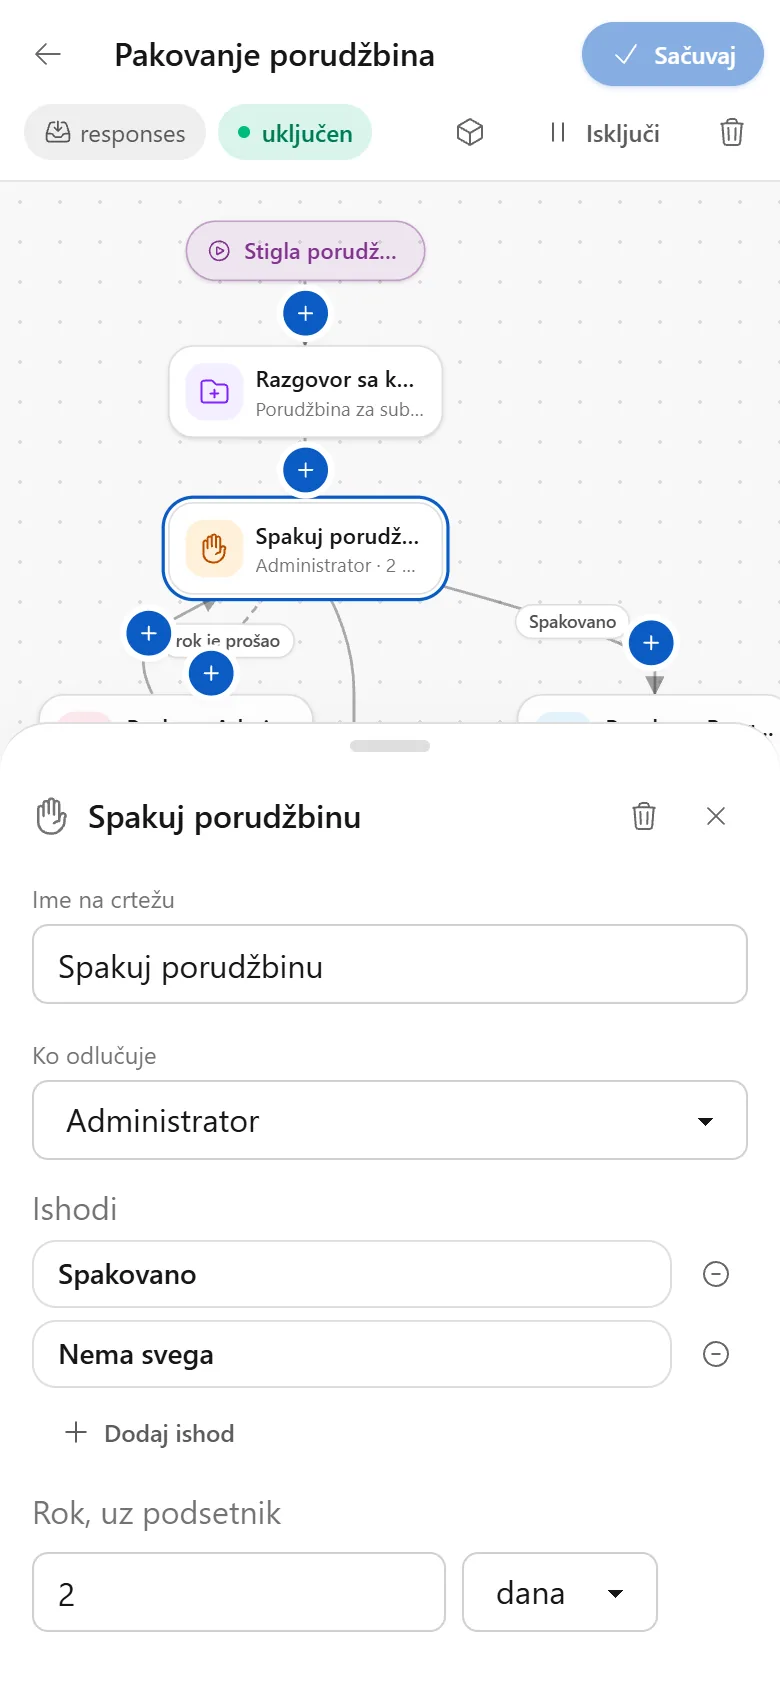 Pakovanje porudžbina
Sačuvaj
responses
uključen
Isključi
Stigla porudž...
Razgovor sa k...
Porudžbina za sub...
Spakuj porudž...
Administrator · 2 ...
rok je prošao
Spakovano
Spakuj porudžbinu
Ime na crtežu
Spakuj porudžbinu
Ko odlučuje
Administrator
Ishodi
Spakovano
Nema svega
Dodaj ishod
Rok, uz podsetnik
2
dana